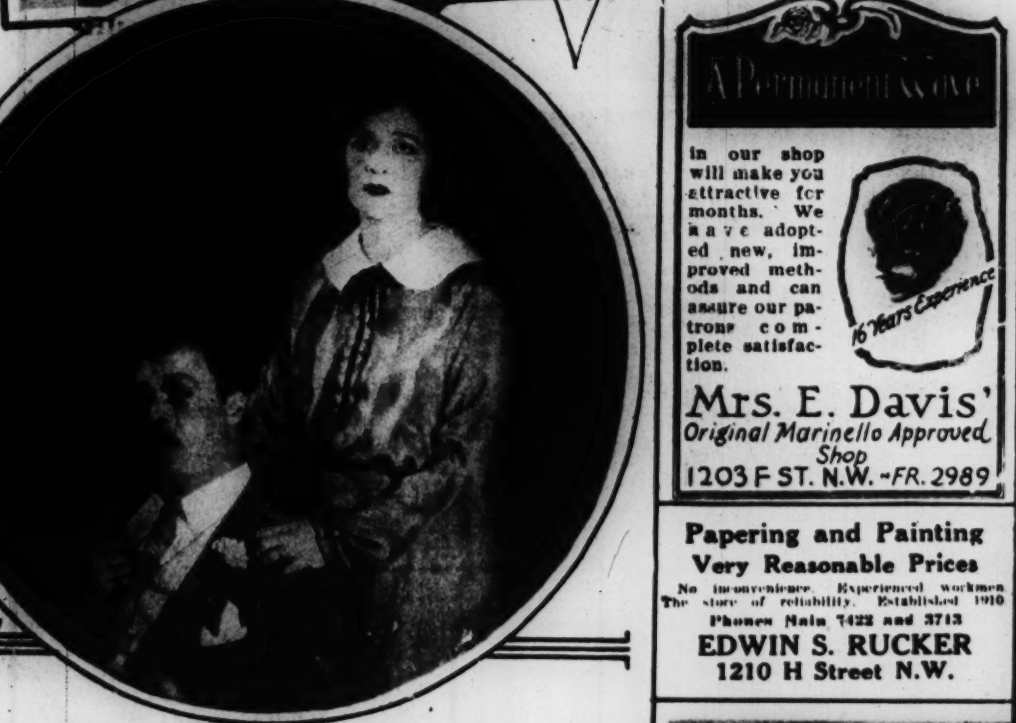 A Permanent Wave
in our shop
will make you
attractive for
months. We
have adopt-
ed new, im-
proved meth-
ods and can
assure our pa-
trons com-
plete satisfac-
tion.
16 Years Experience
Mrs. E. Davis'
Original Marinello Approved
Shop
1203 F ST. N.W. -FR. 2989
Papering and Painting
Very Reasonable Prices
No inconvenience. Experienced workmen
The store of reliability. Established 1910
Phones Main 7422 and 3713
EDWIN S. RUCKER
1210 H Street N.W.